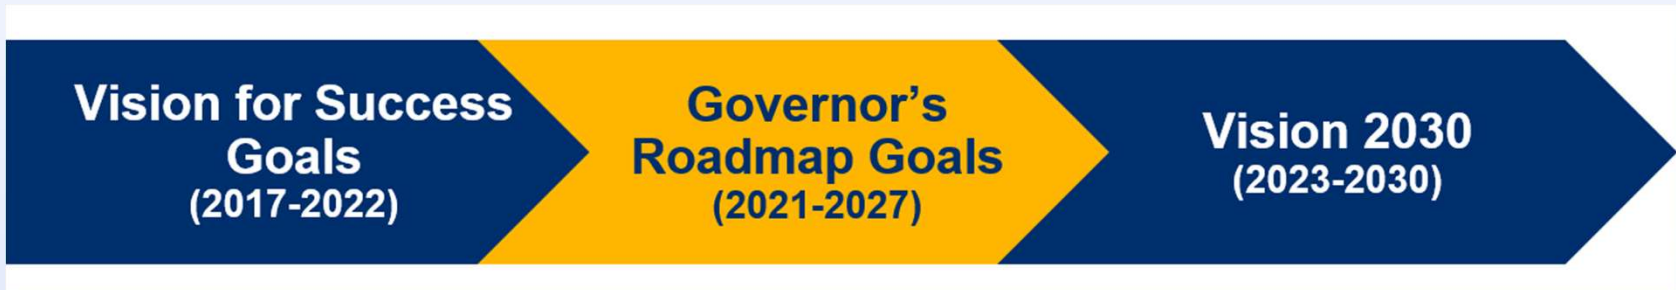 Vision for Success
Goals
(2017-2022)
Governor’s
Roadmap Goals
(2021-2027)
Vision 2030
(2023-2030)